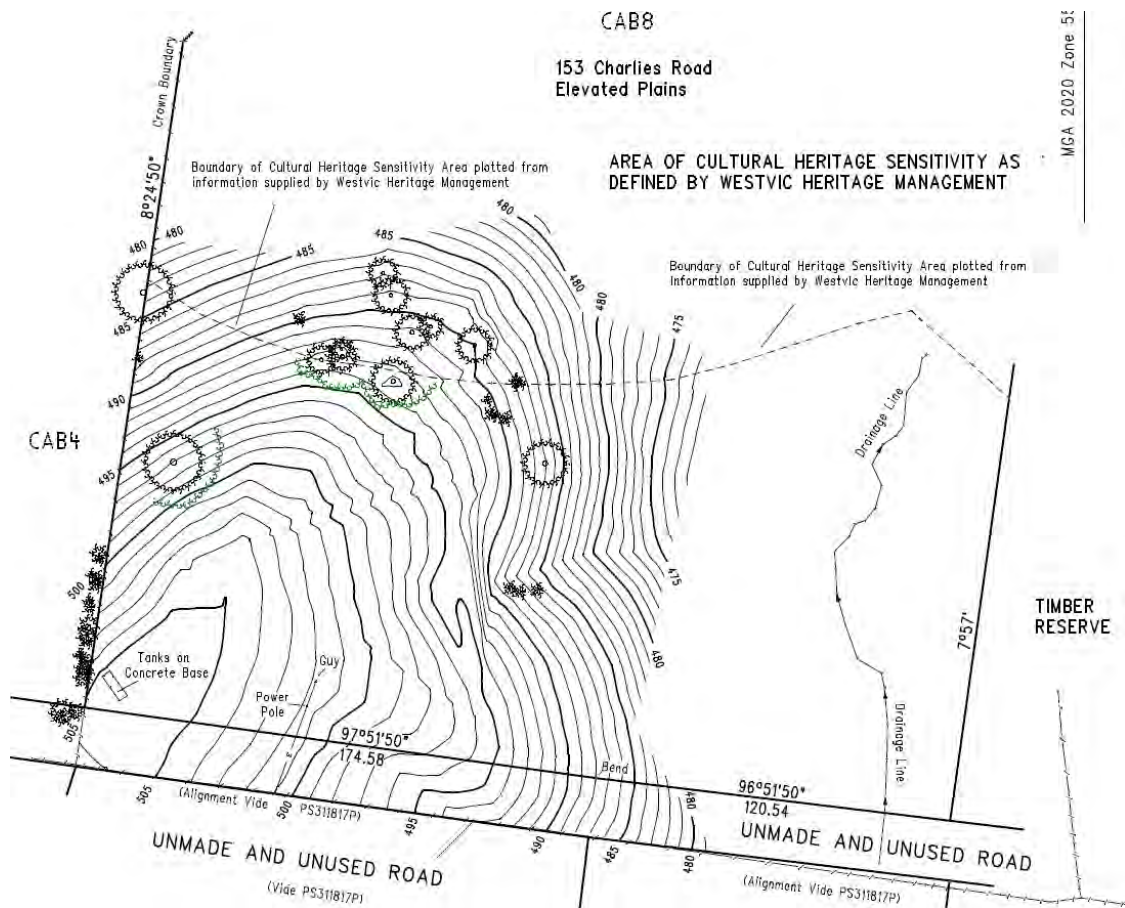 CAB8
153 Charlies Road
Elevated Plains
MGA 2020 Zone
Crown Boundary
8°24'50"
Boundary of Cultural Heritage Sensitivity Area plotted from
information supplied by Westvic Heritage Management
AREA OF CULTURAL HERITAGE SENSITIVITY AS
DEFINED BY WESTVIC HERITAGE MANAGEMENT
Boundary of Cultural Heritage Sensitivity Area plotted from
information supplied by Westvic Heritage Management
480
480
485
485
480
480
480
475
485
490
CAB4
495
500
475
480
Drainage Line
7°57'
TIMBER
RESERVE
Tanks on
Concrete Base
Guy
Power
Pole
Drainage Line
505
97°51'50"
174.58
Bend
96°51'50"
120.54
505
(Alignment Vide PS311817P)
500
495
490
485
480
480
UNMADE AND UNUSED ROAD
(Vide PS311817P)
UNMADE AND UNUSED ROAD
(Alignment Vide PS311817P)